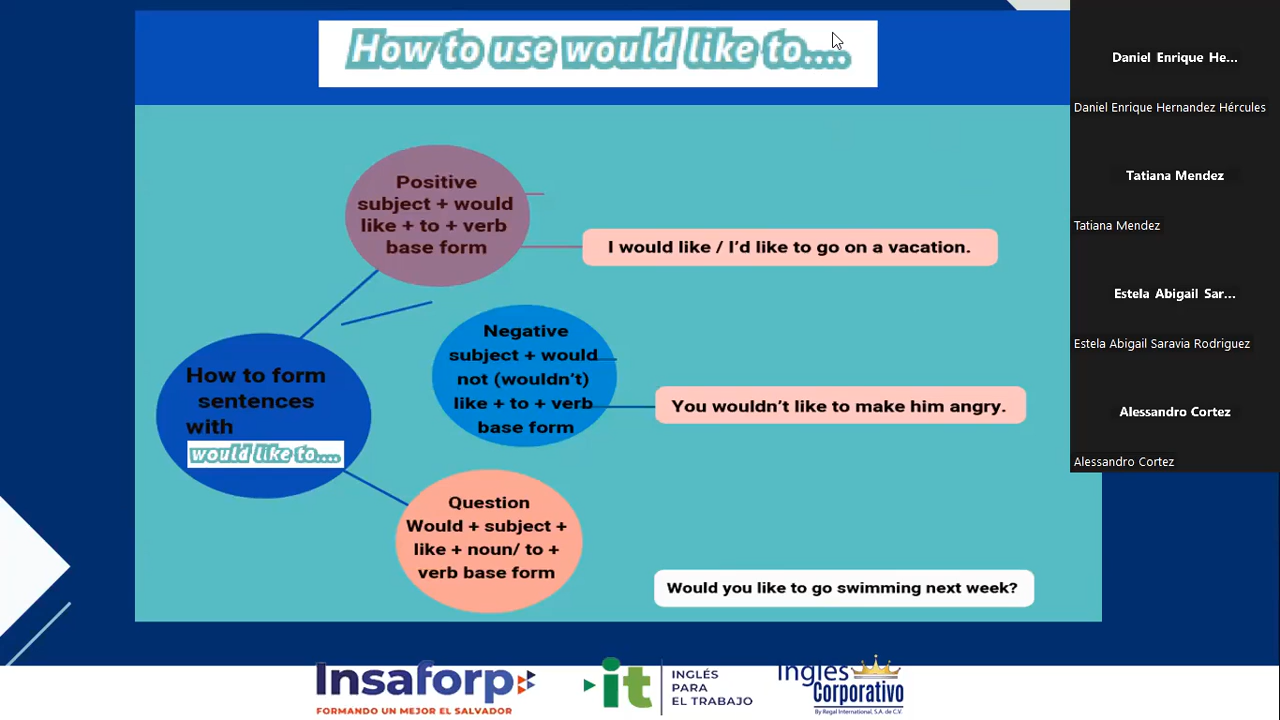 How to use would like to....
Positive
subject + would
like + to + verb
base form
I would like / I'd like to go on a vacation.
Negative
subject + would
not (wouldn't)
like + to + verb
base form
You wouldn't like to make him angry.
How to form
sentences
with
would like to....
Question
Would + subject +
like + noun/ to +
verb base form
Would you like to go swimming next week?
Daniel Enrique He...
Daniel Enrique Hernandez Hércules
Tatiana Mendez
Tatiana Mendez
Estela Abigail Sar...
Estela Abigail Saravia Rodriguez
Alessandro Cortez
Alessandro Cortez
Insaforp
FORMANDO UN MEJOR EL SALVADOR
it
INGLÉS
PARA
EL TRABAJO
Ingles
Corporativo
By Regal International, S.A. de C.V.